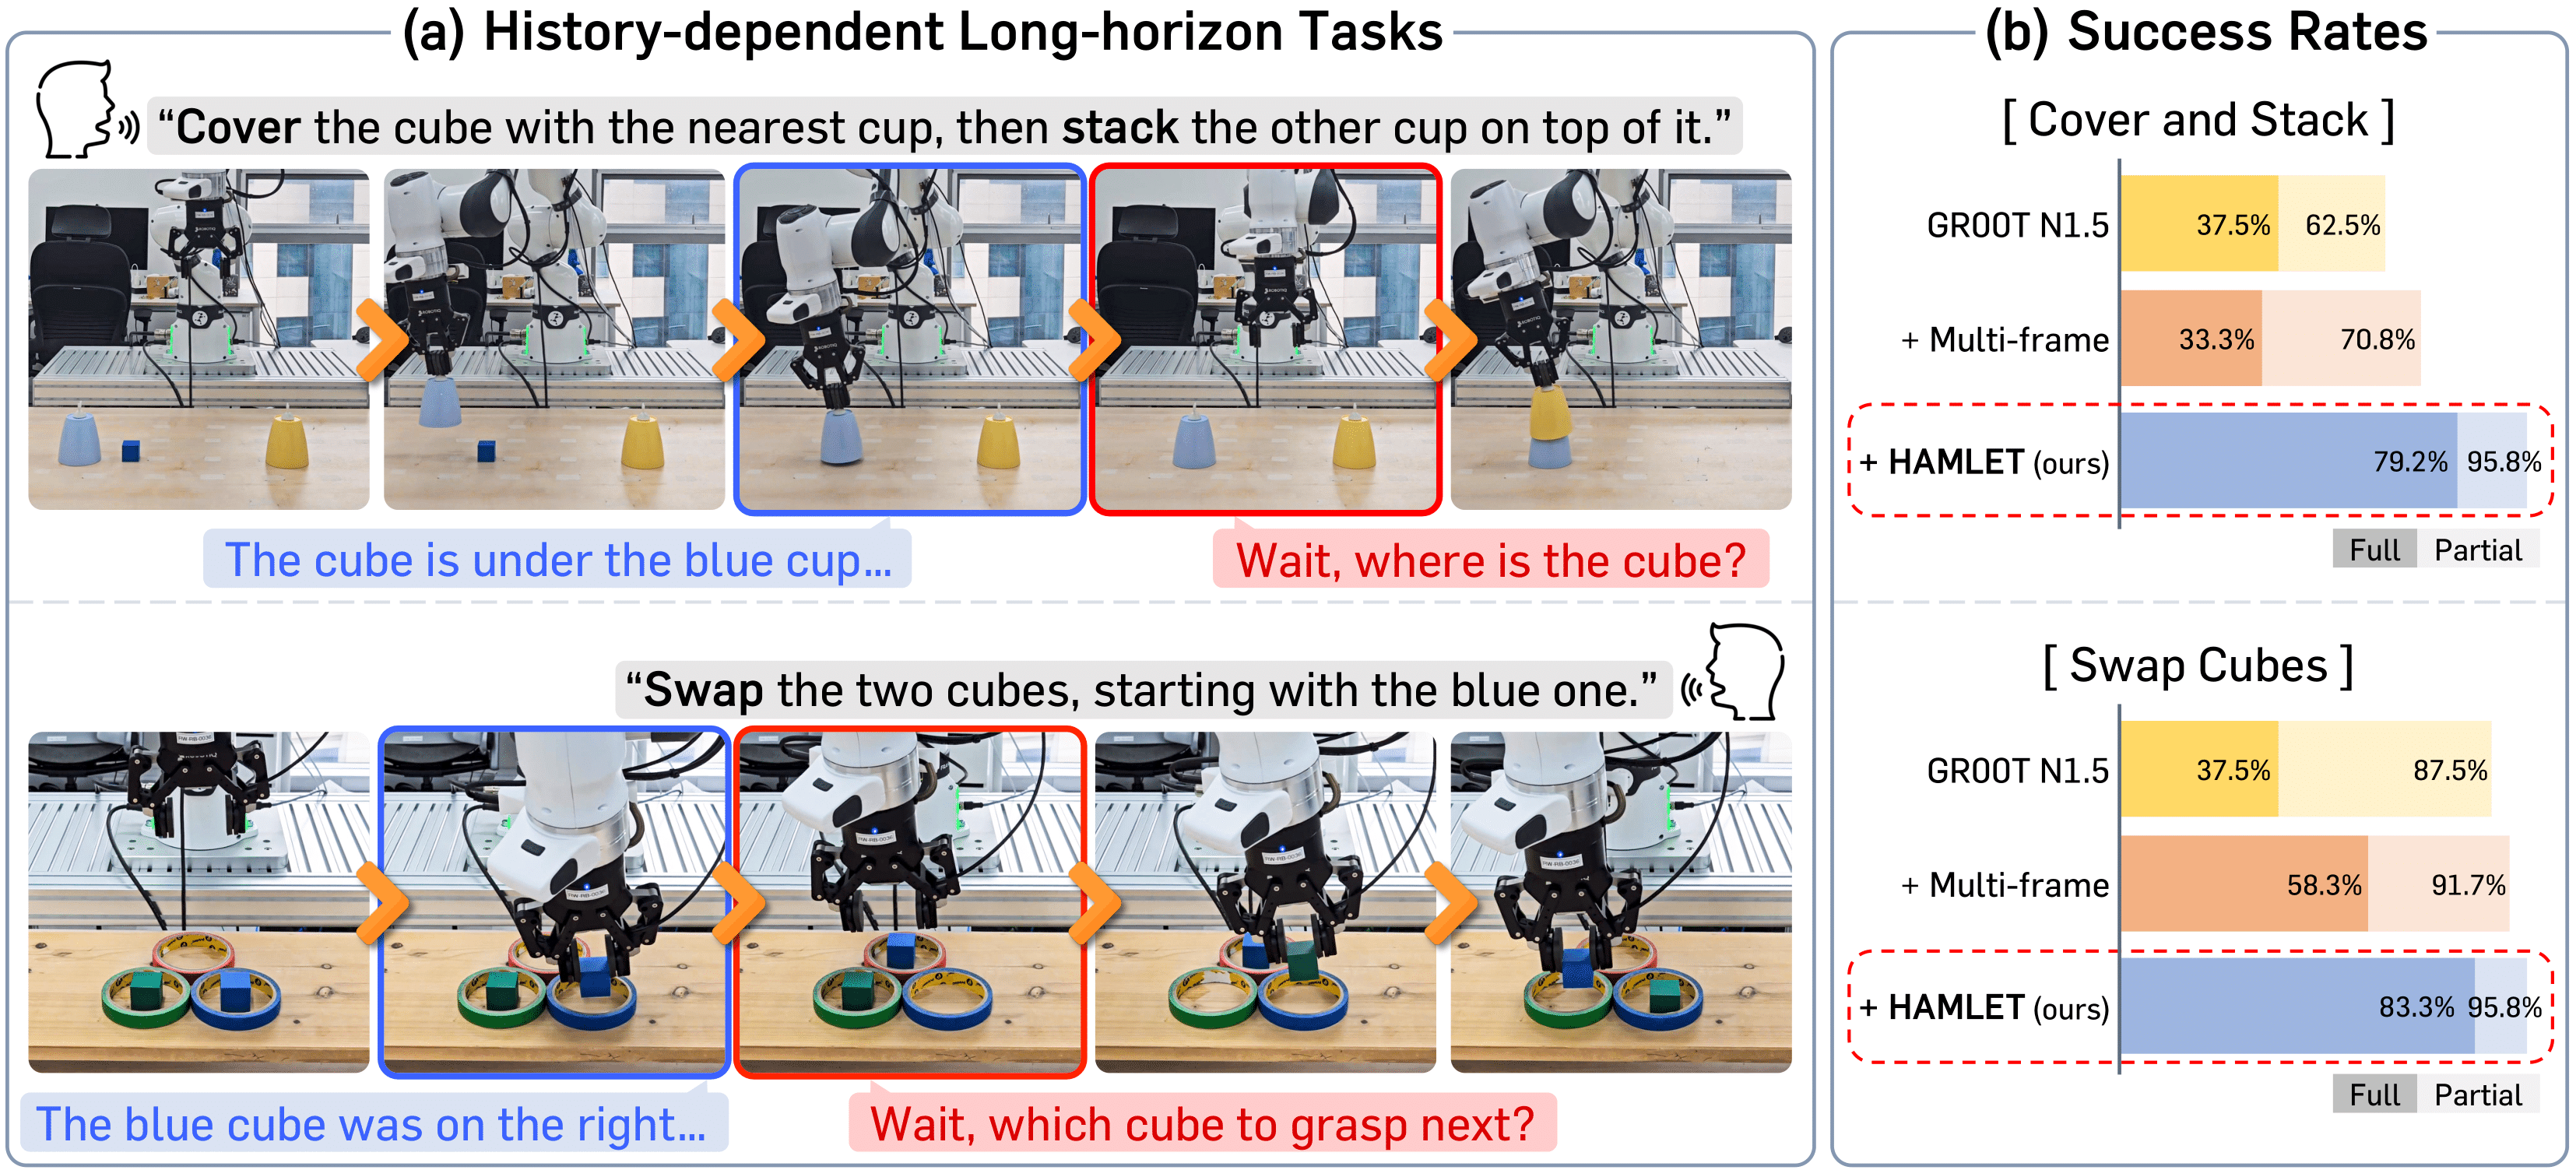 (a) History-dependent Long-horizon Tasks
“Cover the cube with the nearest cup, then stack the other cup on top of it.”
The cube is under the blue cup...
Wait, where is the cube?
“Swap the two cubes, starting with the blue one.”
The blue cube was on the right...
Wait, which cube to grasp next?
(b) Success Rates
[ Cover and Stack ]
GR00T N1.5 37.5% 62.5%
+ Multi-frame 33.3% 70.8%
+ HAMLET (ours) 79.2% 95.8%
Full Partial
[ Swap Cubes ]
GR00T N1.5 37.5% 87.5%
+ Multi-frame 58.3% 91.7%
+ HAMLET (ours) 83.3% 95.8%
Full Partial